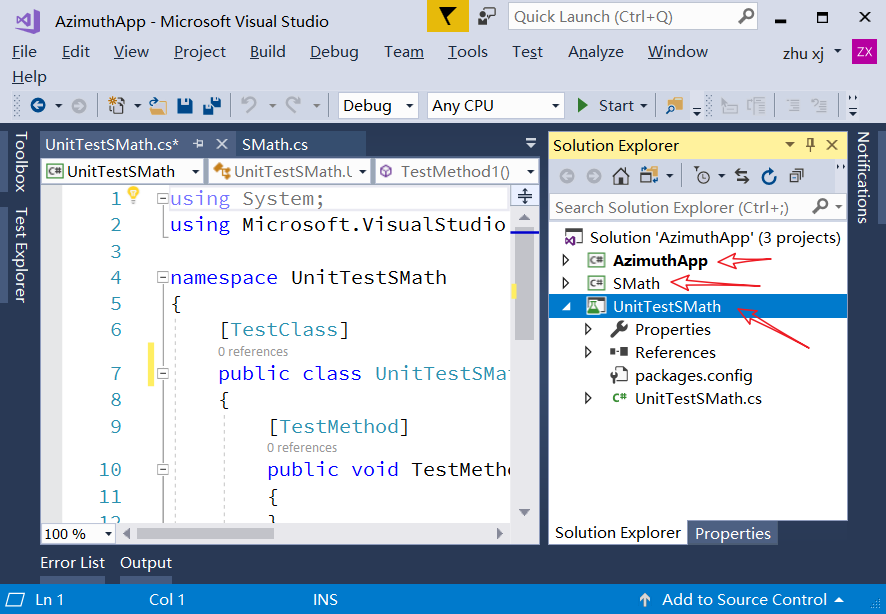 AzimuthApp - Microsoft Visual Studio
Quick Launch (Ctrl+Q)
File Edit View Project Build Debug Team Tools Test Analyze Window
zhu xj ZX
Help
Debug Any CPU Start
Toolbox
Test Explorer
UnitTestSMath.cs* SMath.cs
UnitTestSMath UnitTestSMath.U TestMethod1()
1 using System;
2 using Microsoft.VisualStudio
3
4 namespace UnitTestSMath
5 {
6 [TestClass]
0 references
7 public class UnitTestSMat
8 {
9 [TestMethod]
0 references
10 public void TestMetho
11 {
12 }
100 %
Solution Explorer
Search Solution Explorer (Ctrl+;)
Solution 'AzimuthApp' (3 projects)
C# AzimuthApp
C# SMath
UnitTestSMath
Properties
References
packages.config
C# UnitTestSMath.cs
Solution Explorer Properties
Notifications
Error List Output
Ln 1 Col 1 INS Add to Source Control